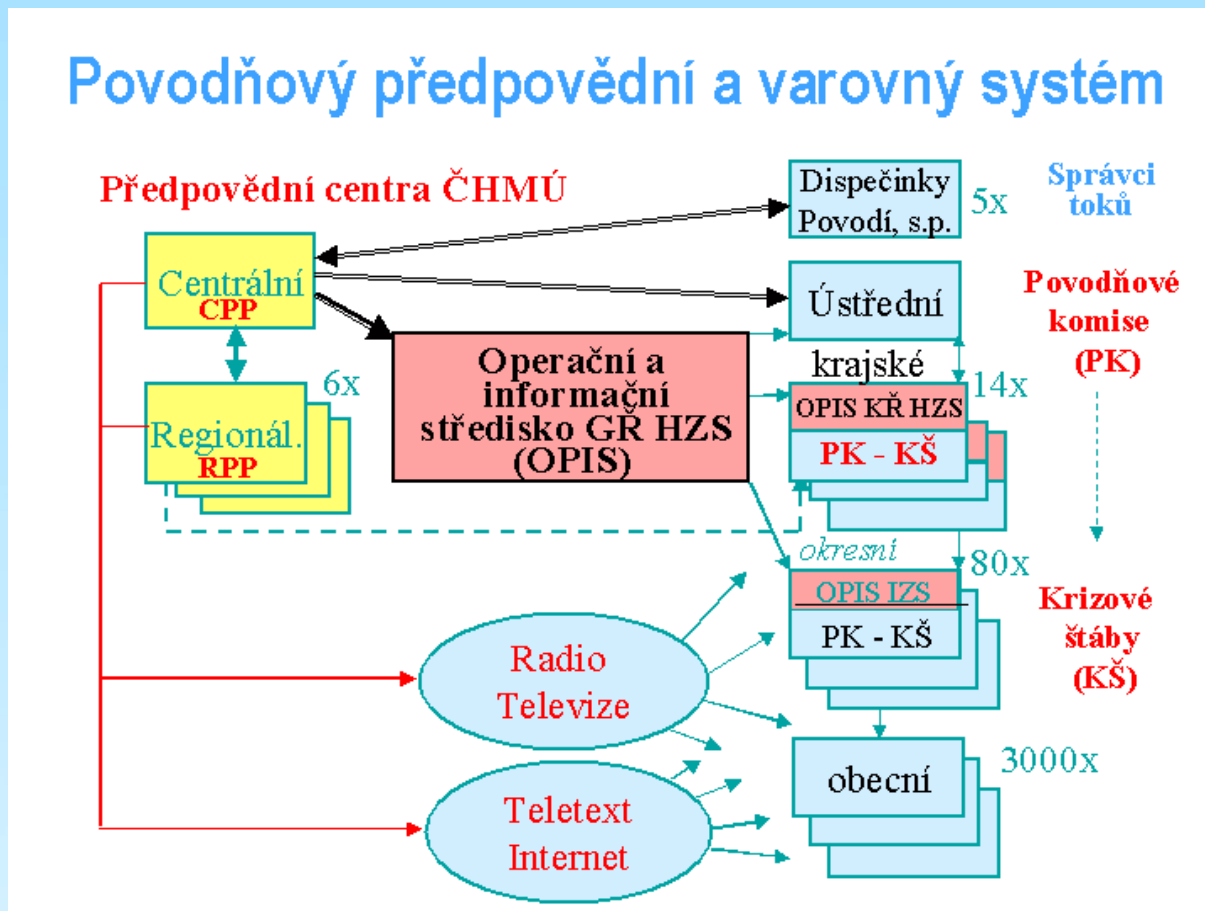 Povodňový předpovědní a varovný systém
Předpovědní centra ČHMÚ
Dispečinky
Povodí, s.p.
5x
Správci
toků
Centrální
CPP
Ústřední
Povodňové
komise
(PK)
Operační a
informační
středisko GŘ HZS
(OPIS)
krajské
14x
OPIS KŘ HZS
PK - KŠ
6x
Regionál.
RPP
okresní
80x
OPIS IZS
PK - KŠ
Krizové
štáby
(KŠ)
Radio
Televize
obecní
3000x
Teletext
Internet